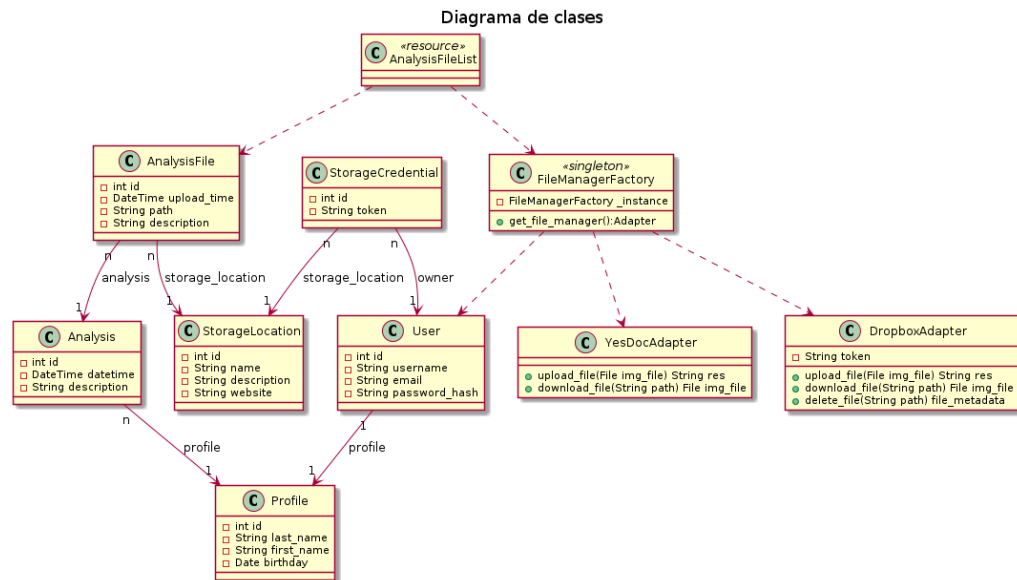 Diagrama de clases
C
«resource»
AnalysisFileList
C AnalysisFile
int id
DateTime upload_time
String path
String description
C StorageCredential
int id
String token
C
«singleton»
FileManagerFactory
FileManagerFactory _instance
get_file_manager():Adapter
n
analysis
1
n
storage_location
1
n
storage_location
1
n
owner
1
C Analysis
int id
DateTime datetime
String description
C StorageLocation
int id
String name
String description
String website
C User
int id
String username
String email
String password_hash
C YesDocAdapter
upload_file(File img_file) String res
download_file(String path) File img_file
C DropboxAdapter
String token
upload_file(File img_file) String res
download_file(String path) File img_file
delete_file(String path) file_metadata
n
profile
1
1
profile
1
C Profile
int id
String last_name
String first_name
Date birthday